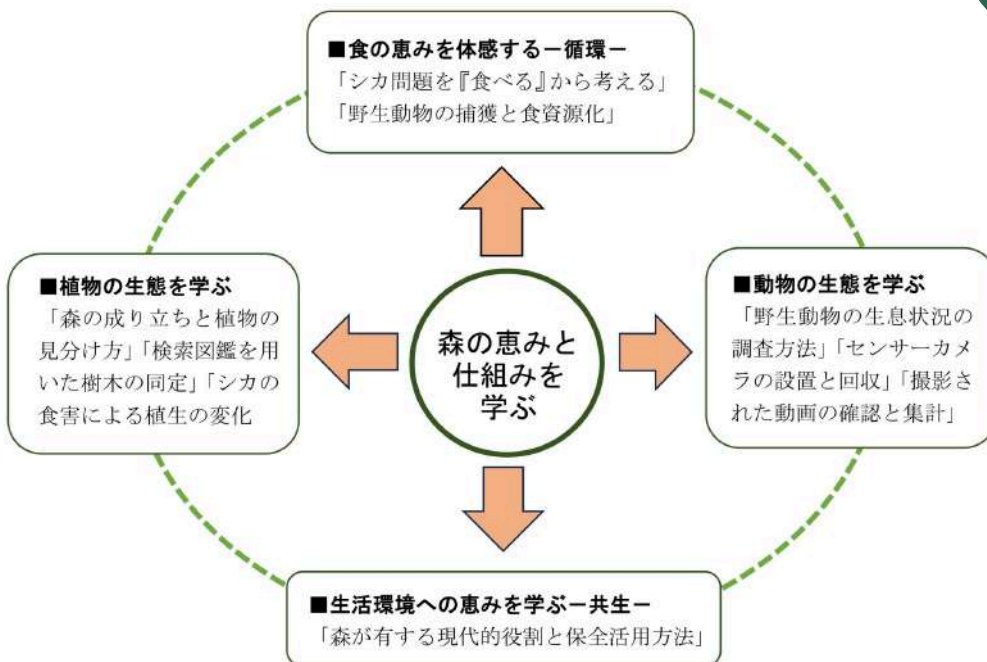 ■食の恵みを体感する－循環－
「シカ問題を『食べる』から考える」
「野生動物の捕獲と食資源化」
■植物の生態を学ぶ
「森の成り立ちと植物の
見分け方」「検索図鑑を用
いた樹木の同定」「シカの
食害による植生の変化
森の恵みと
仕組みを
学ぶ
■動物の生態を学ぶ
「野生動物の生息状況の
調査方法」「センサーカメ
ラの設置と回収」「撮影さ
れた動画の確認と集計」
■生活環境への恵みを学ぶ－共生－
「森が有する現代的役割と保全活用方法」